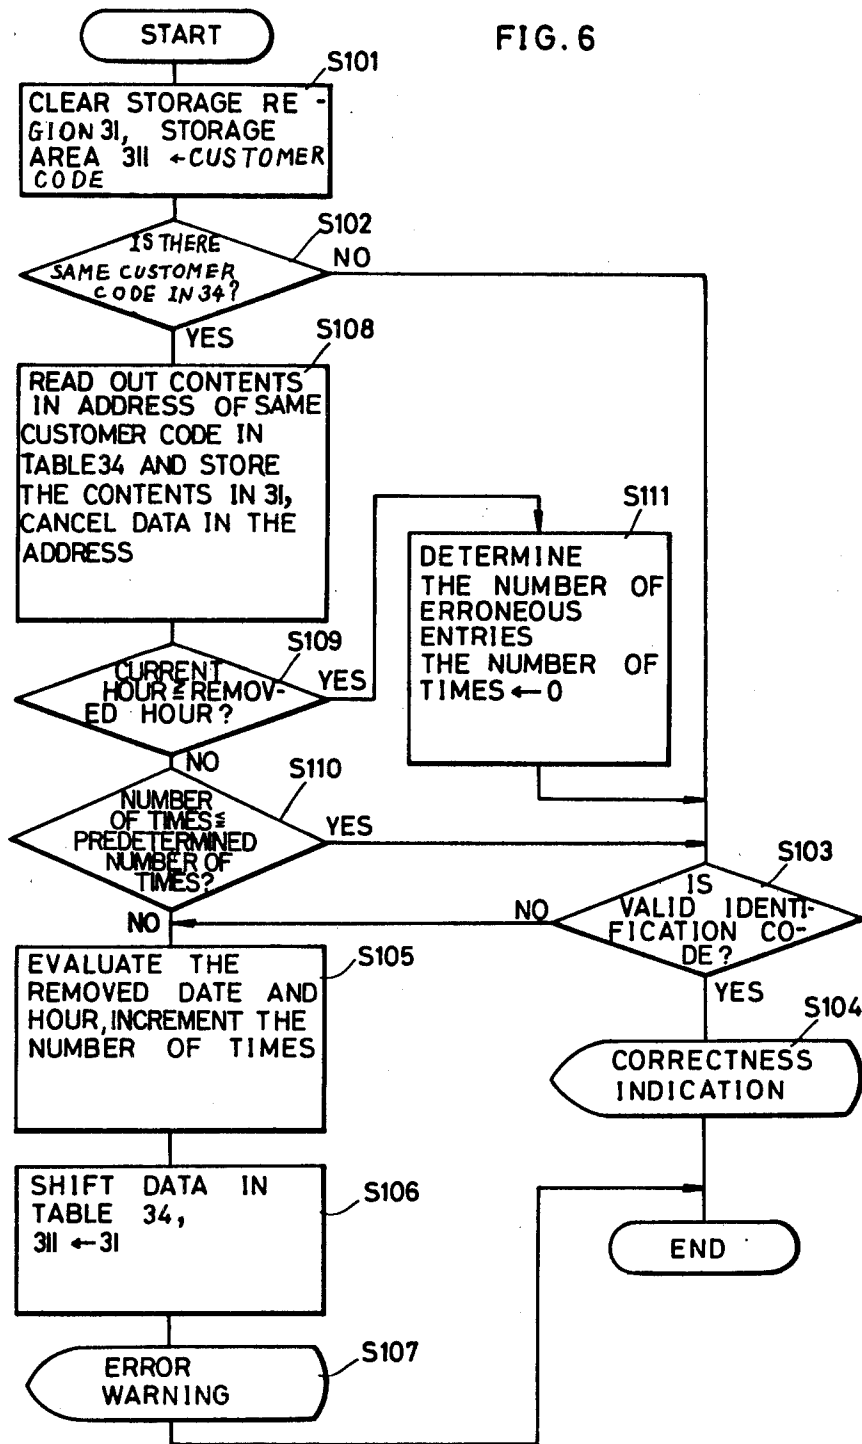 START
FIG. 6
S101
CLEAR STORAGE RE-
GION 31, STORAGE
AREA 311 ←CUSTOMER
CODE
S102
IS THERE
SAME CUSTOMER
CODE IN 34?
NO
YES
S108
READ OUT CONTENTS
IN ADDRESS OF SAME
CUSTOMER CODE IN
TABLE 34 AND STORE
THE CONTENTS IN 31,
CANCEL DATA IN THE
ADDRESS
S111
DETERMINE
THE NUMBER OF
ERRONEOUS
ENTRIES
THE NUMBER OF
TIMES ← 0
S109
CURRENT
HOUR ≧ REMOV-
ED HOUR?
YES
NO
S110
NUMBER
OF TIMES ≦
PREDETERMINED
NUMBER OF
TIMES?
YES
NO
S103
IS
VALID IDENTI-
FICATION CO-
DE?
NO
YES
S105
EVALUATE THE
REMOVED DATE AND
HOUR, INCREMENT THE
NUMBER OF TIMES
S104
CORRECTNESS
INDICATION
S106
SHIFT DATA IN
TABLE 34,
311 ← 31
END
S107
ERROR
WARNING